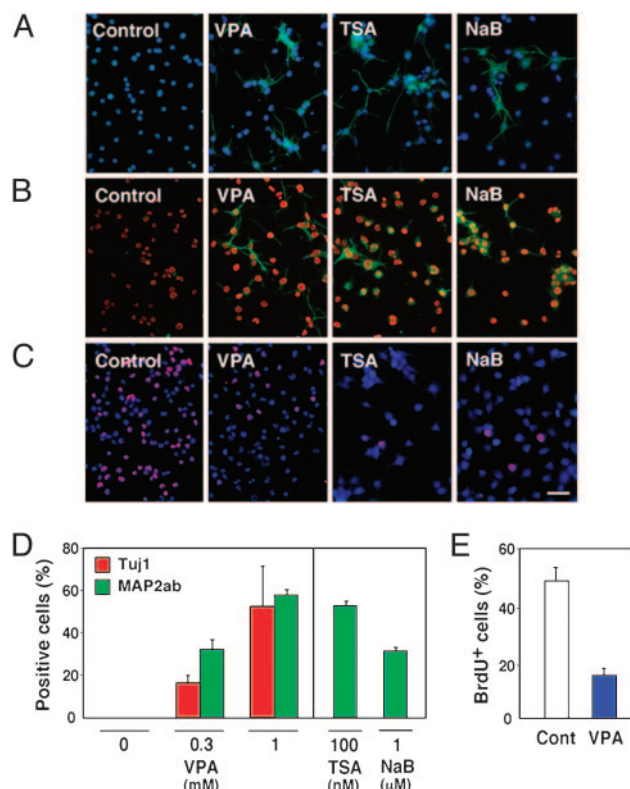 A
Control VPA TSA NaB
B
Control VPA TSA NaB
C
Control VPA TSA NaB
D
Positive cells (%)
80
60
40
20
0
Tuj1
MAP2ab
0 0.3 1 100 1
VPA TSA NaB
(mM) (nM) (μM)
E
BrdU+ cells (%)
60
40
20
0
Cont VPA